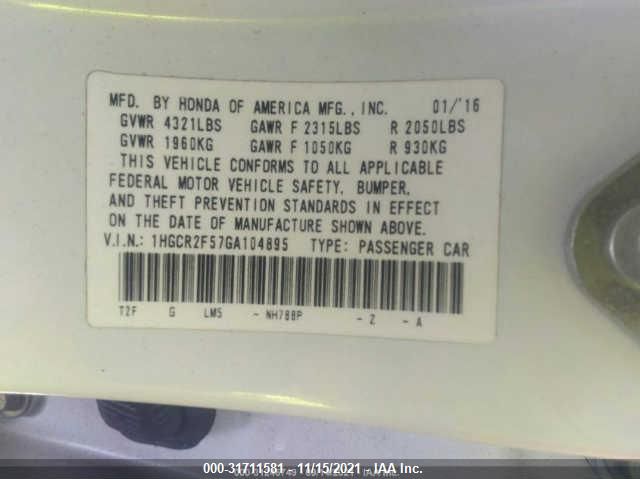 MFD. BY HONDA OF AMERICA MFG., INC. 01/'16
GVWR 4321LBS GAWR F 2315LBS R 2050LBS
GVWR 1960KG GAWR F 1050KG R 930KG
THIS VEHICLE CONFORMS TO ALL APPLICABLE
FEDERAL MOTOR VEHICLE SAFETY, BUMPER,
AND THEFT PREVENTION STANDARDS IN EFFECT
ON THE DATE OF MANUFACTURE SHOWN ABOVE.
V.I.N.: 1HGCR2F57GA104895 TYPE: PASSENGER CAR
T2F G LM5 - NH788P - Z - A
000-31711581 - 11/15/2021 - IAA Inc.